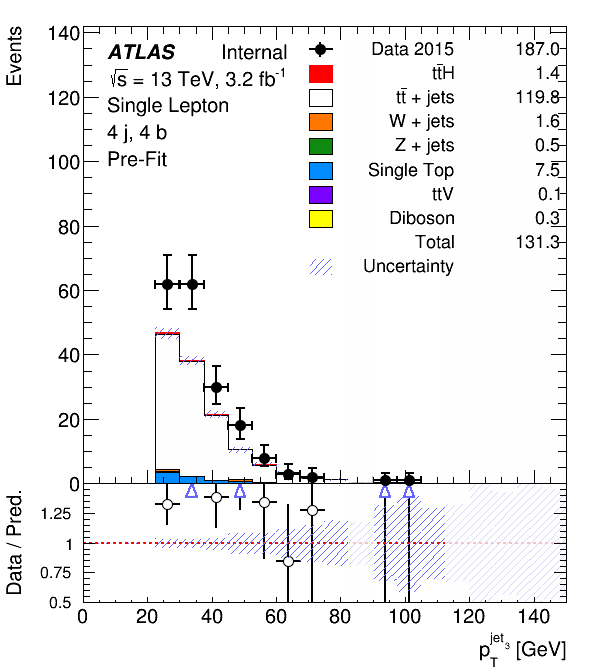 ATLAS Internal
√s = 13 TeV, 3.2 fb⁻¹
Single Lepton
4 j, 4 b
Pre-Fit
Data 2015 187.0
tt̄H 1.4
tt̄ + jets 119.8
W + jets 1.6
Z + jets 0.5
Single Top 7.5
ttV 0.1
Diboson 0.3
Total 131.3
Uncertainty
Events
140
120
100
80
60
40
20
0
Data / Pred.
1.25
1
0.75
0.5
0 20 40 60 80 100 120 140
p_T^{jet_3} [GeV]